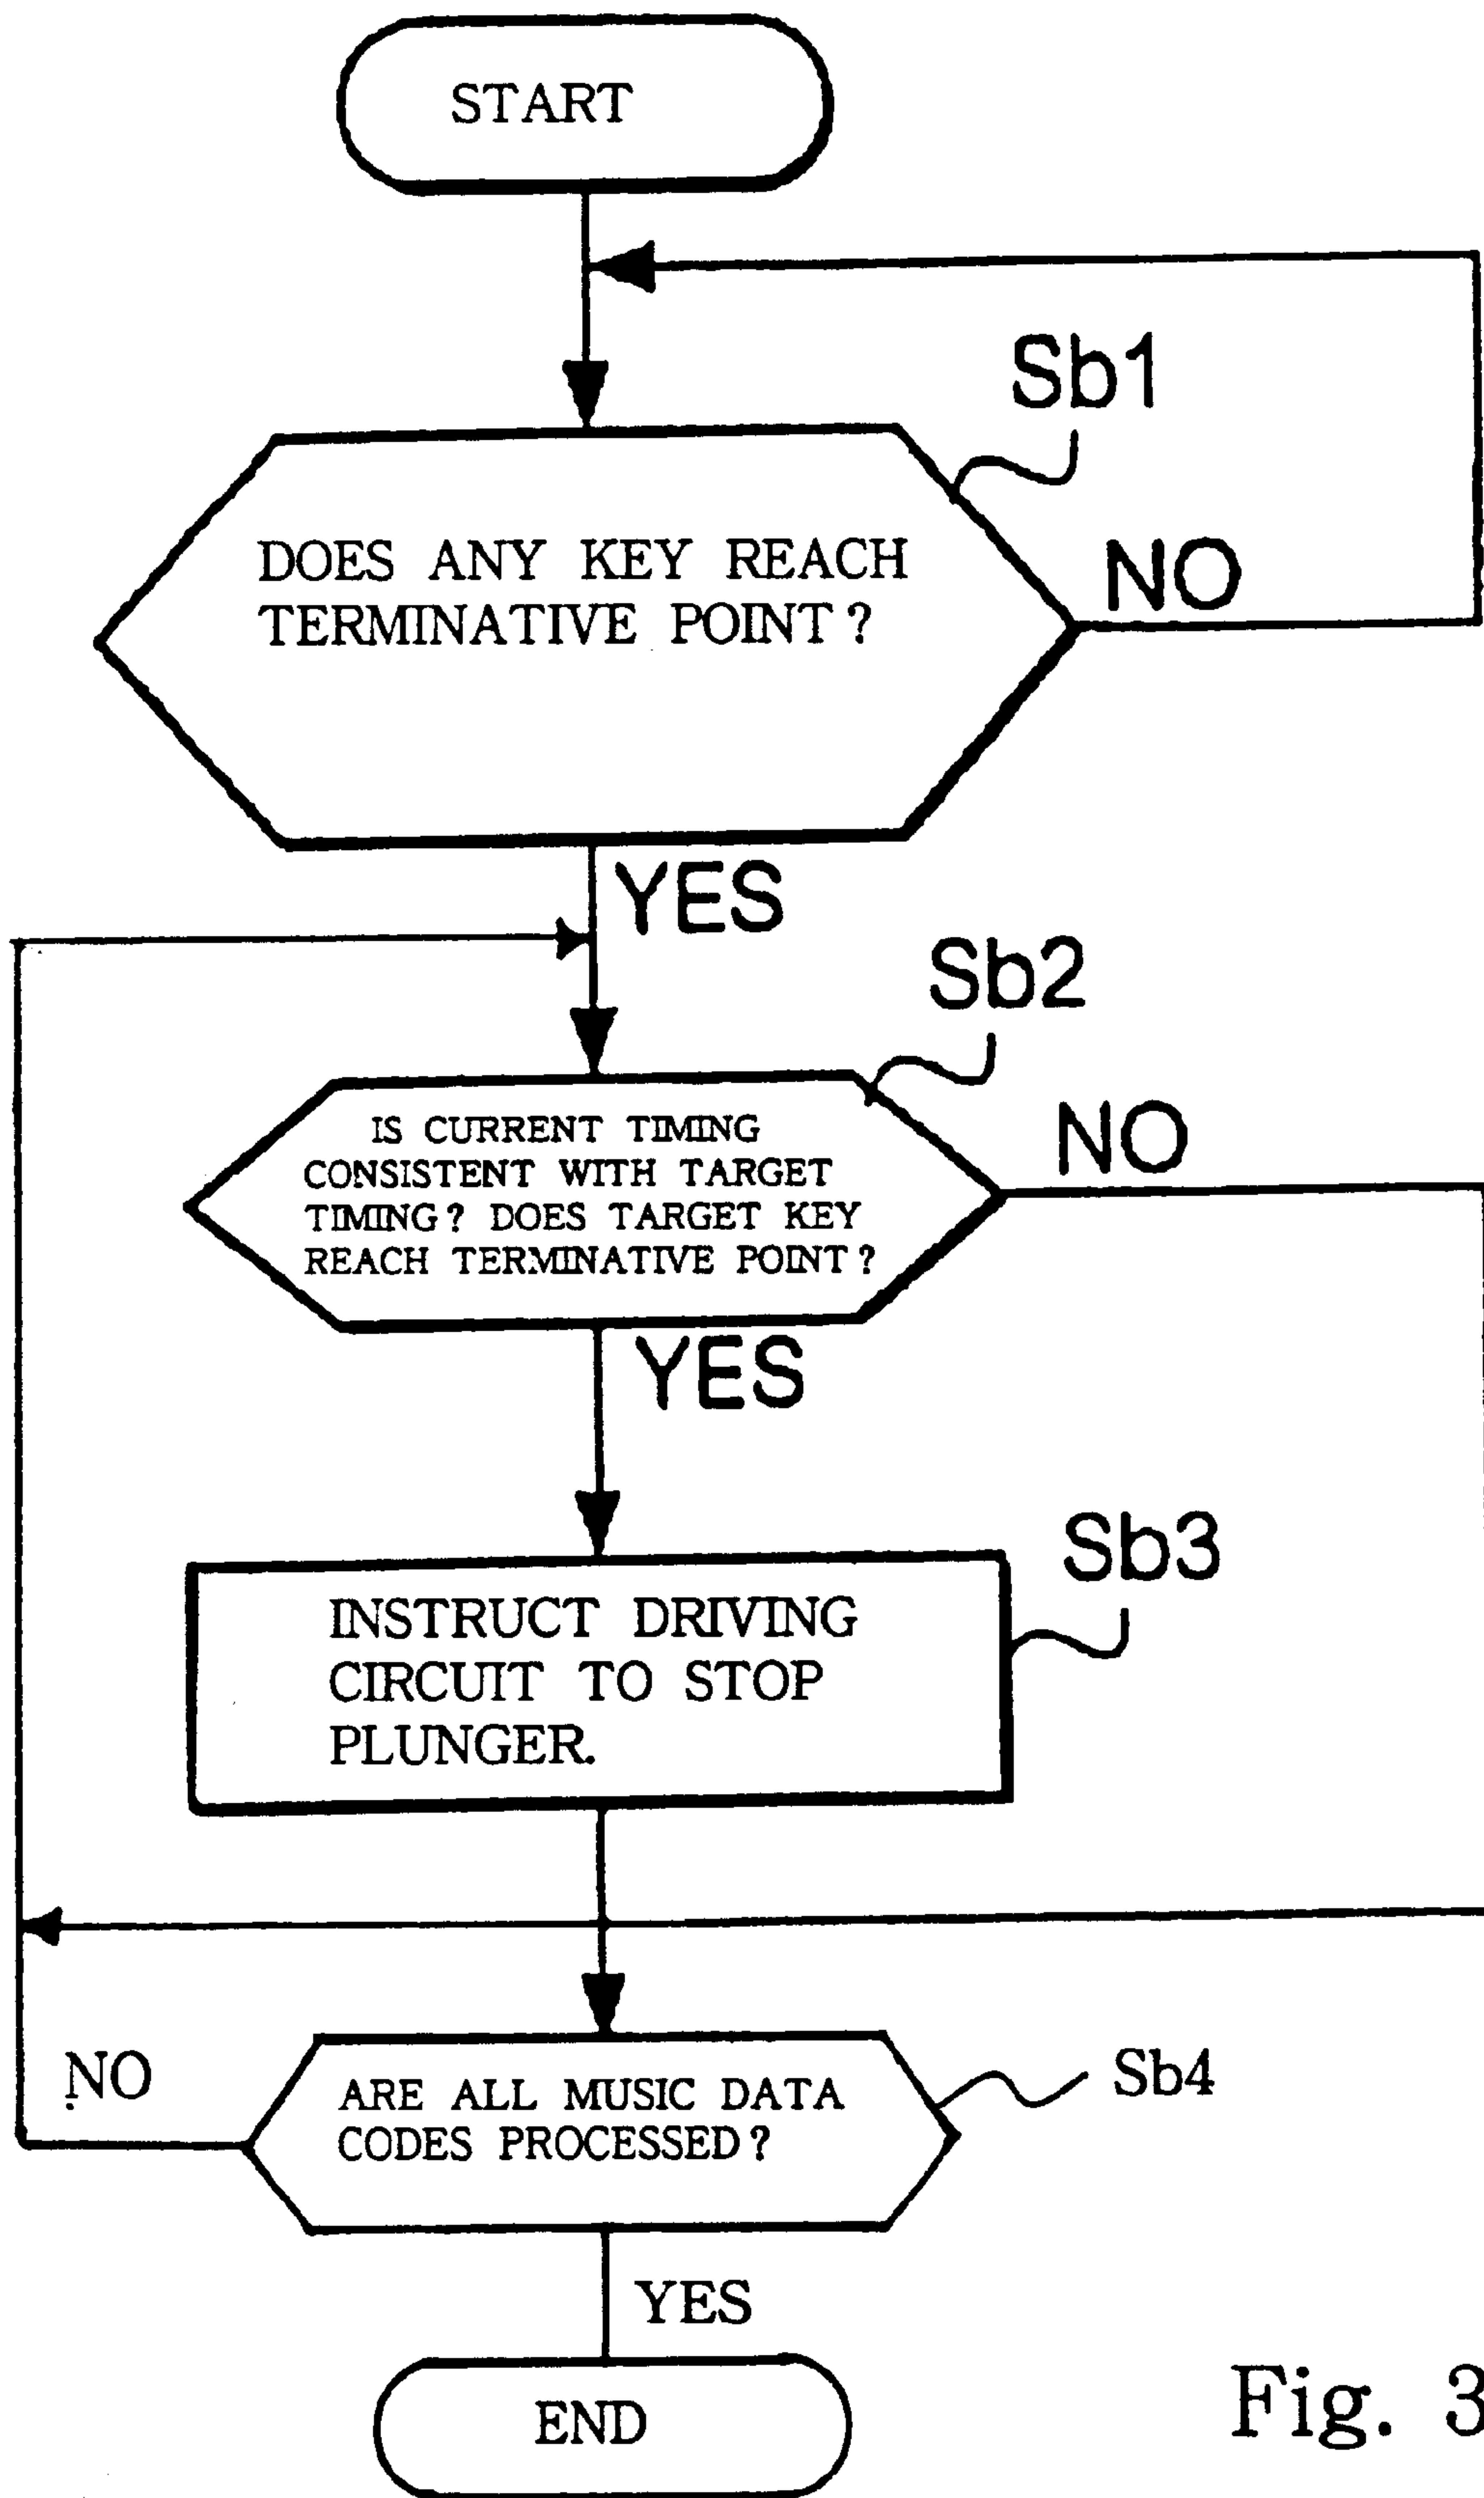 START
Sb1
DOES ANY KEY REACH
TERMINATIVE POINT?
NO
YES
Sb2
IS CURRENT TIMING
CONSISTENT WITH TARGET
TIMING? DOES TARGET KEY
REACH TERMINATIVE POINT?
NO
YES
Sb3
INSTRUCT DRIVING
CIRCUIT TO STOP
PLUNGER.
NO
ARE ALL MUSIC DATA
CODES PROCESSED?
Sb4
YES
END
Fig. 3